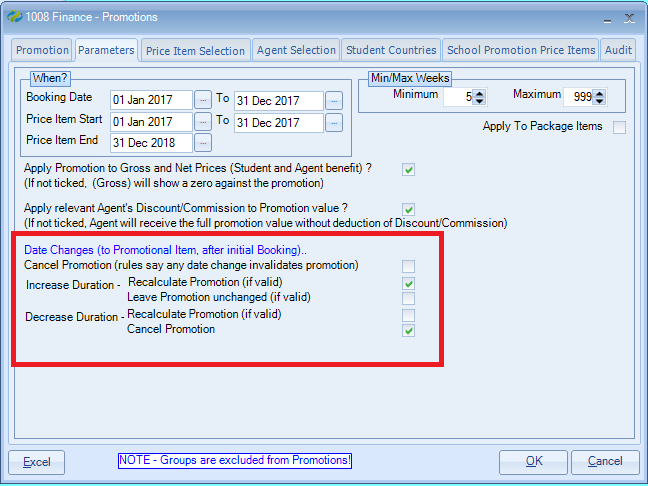 1008 Finance - Promotions
Promotion Parameters Price Item Selection Agent Selection Student Countries School Promotion Price Items Audit
When?
Booking Date 01 Jan 2017 ... To 31 Dec 2017 ...
Price Item Start 01 Jan 2017 ... To 31 Dec 2017 ...
Price Item End 31 Dec 2018 ...
Min/Max Weeks
Minimum 5 Maximum 999
Apply To Package Items
Apply Promotion to Gross and Net Prices (Student and Agent benefit) ?
(If not ticked, (Gross) will show a zero against the promotion)
Apply relevant Agent's Discount/Commission to Promotion value ?
(If not ticked, Agent will receive the full promotion value without deduction of Discount/Commission)
Date Changes (to Promotional Item, after initial Booking)..
Cancel Promotion (rules say any date change invalidates promotion)
Increase Duration - Recalculate Promotion (if valid)
Leave Promotion unchanged (if valid)
Decrease Duration - Recalculate Promotion (if valid)
Cancel Promotion
Excel NOTE - Groups are excluded from Promotions! OK Cancel